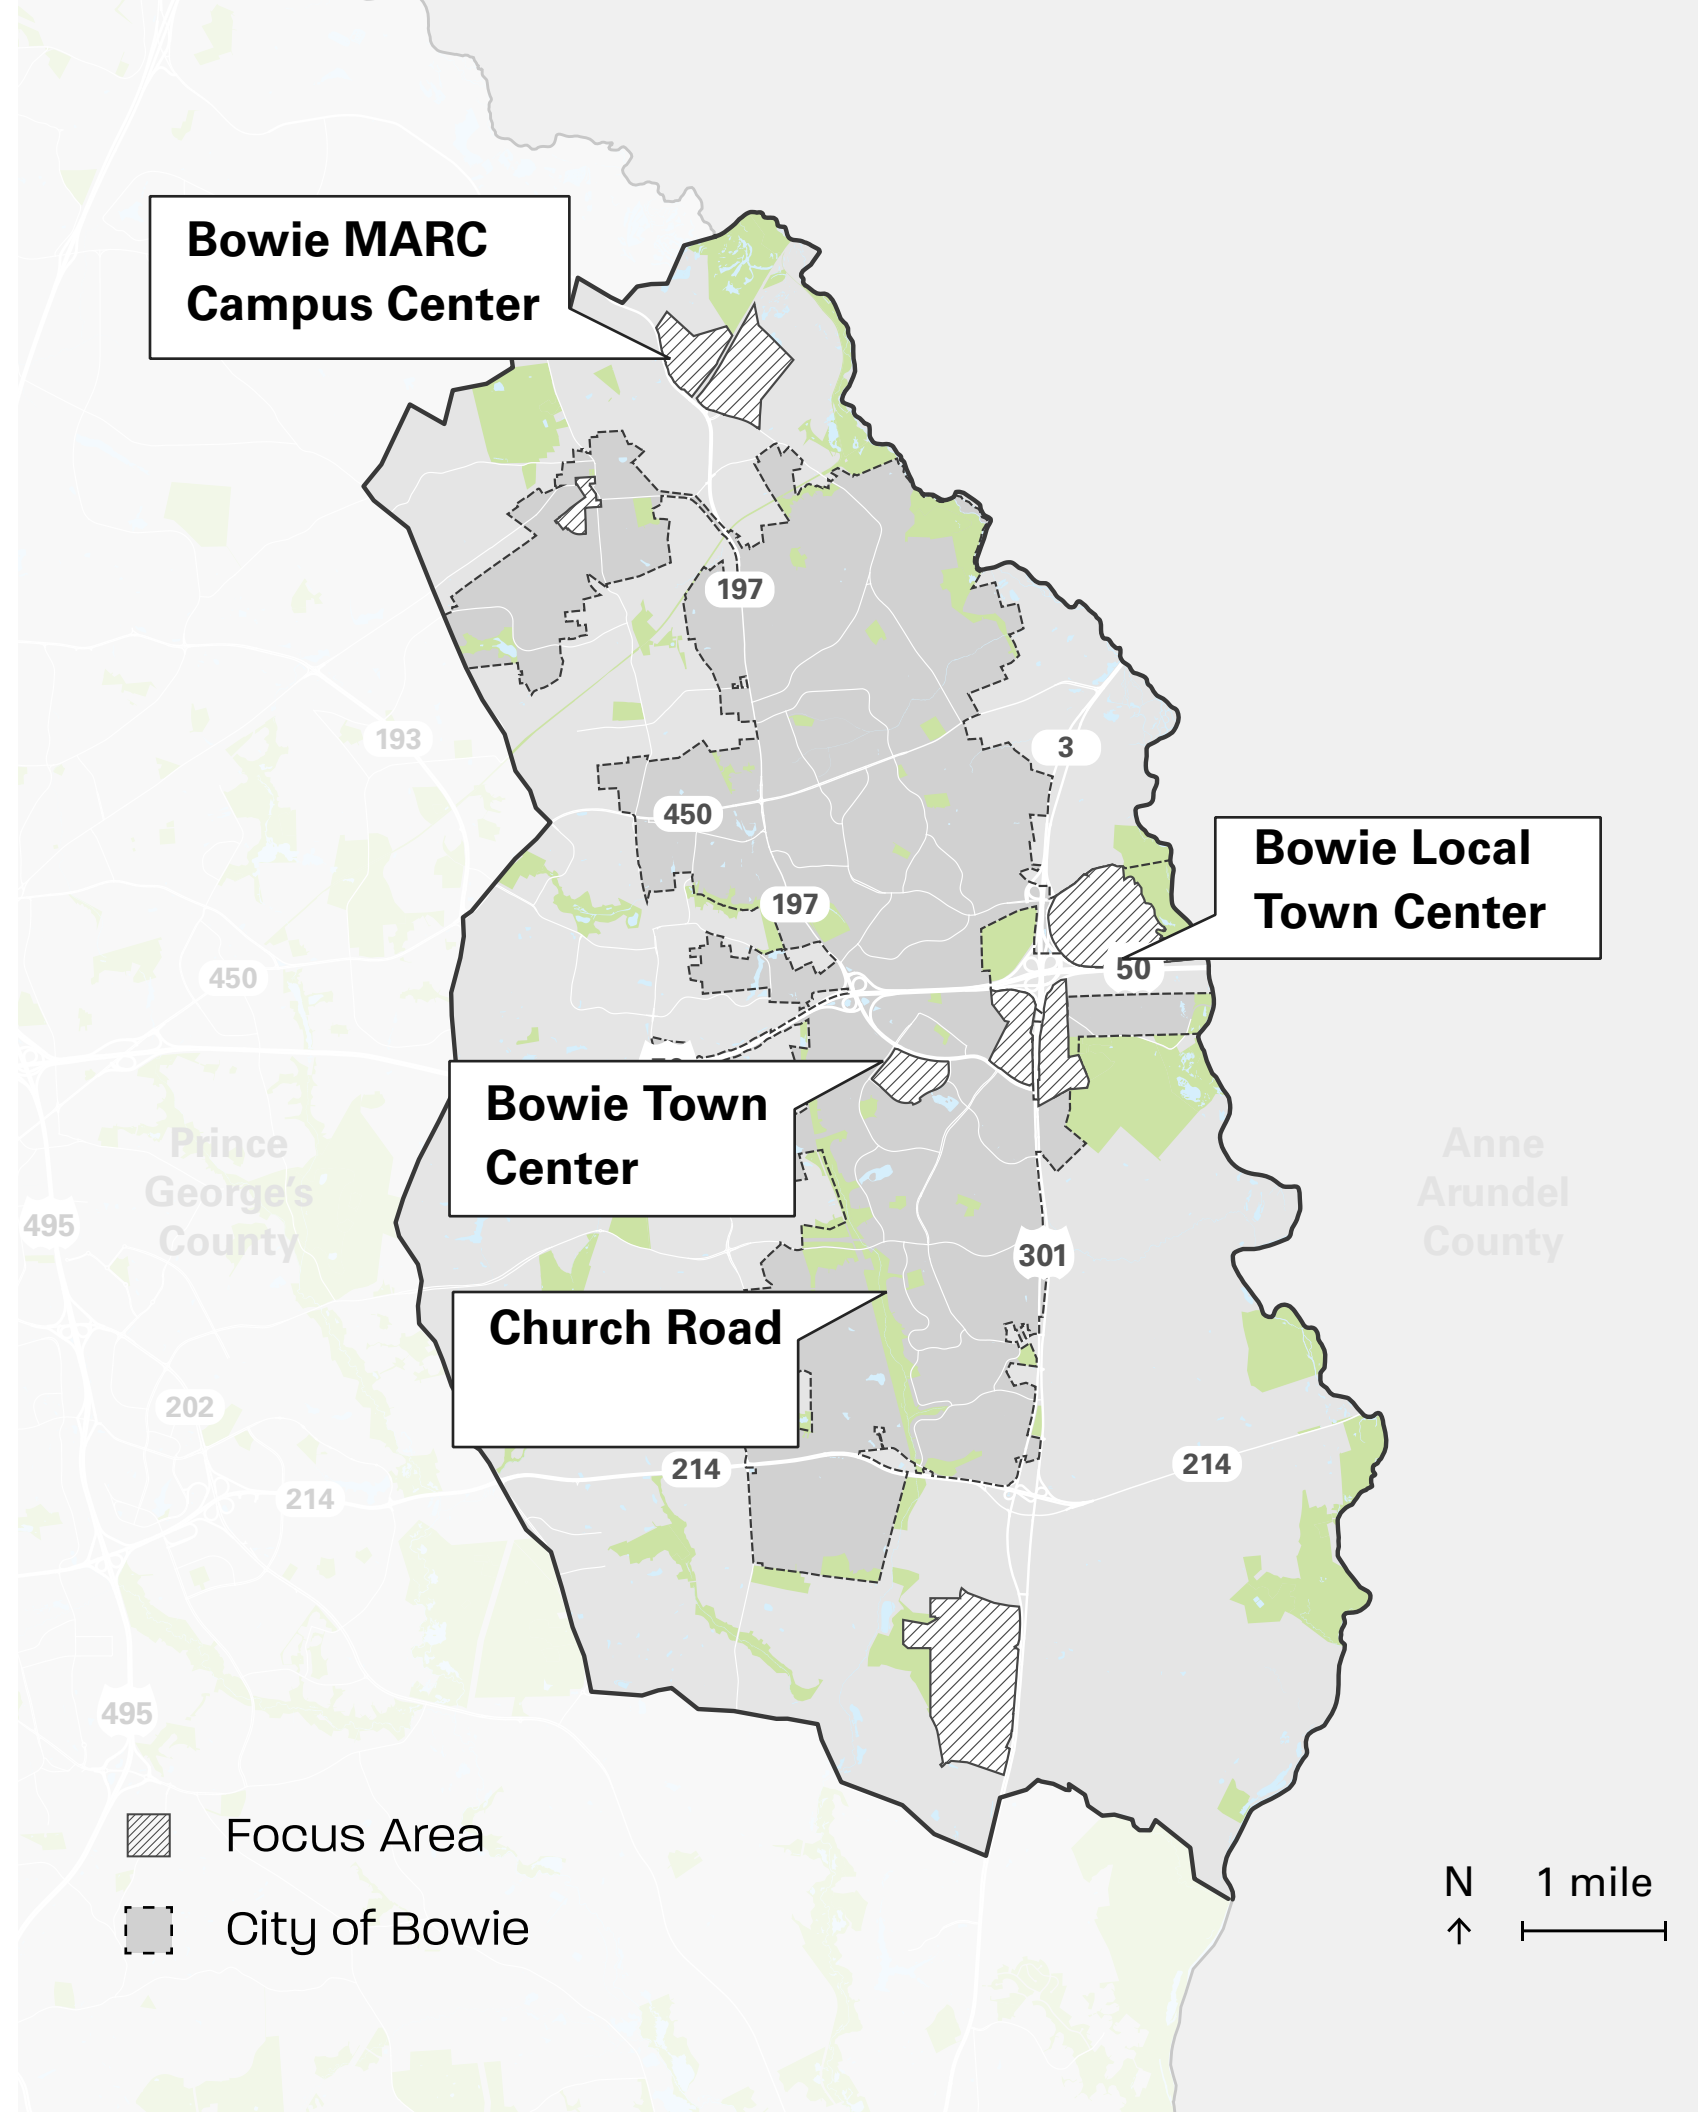 Bowie MARC
Campus Center
197
193
3
450
Bowie Local
Town Center
197
450
50
Bowie Town
Center
Prince
George's
County
Anne
Arundel
County
495
301
Church Road
202
214
214
214
495
Focus Area
City of Bowie
N
1 mile